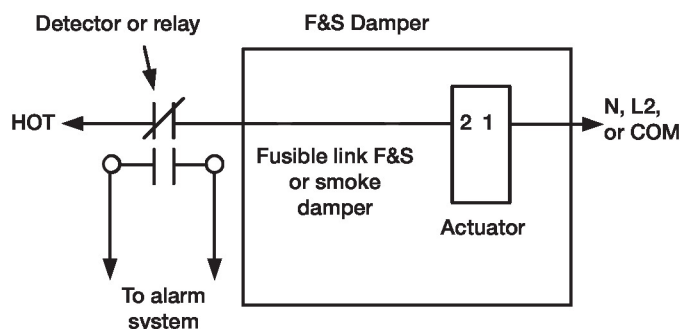 Detector or relay
F&S Damper
HOT
2 1
N, L2,
or COM
Fusible link F&S
or smoke
damper
Actuator
To alarm
system